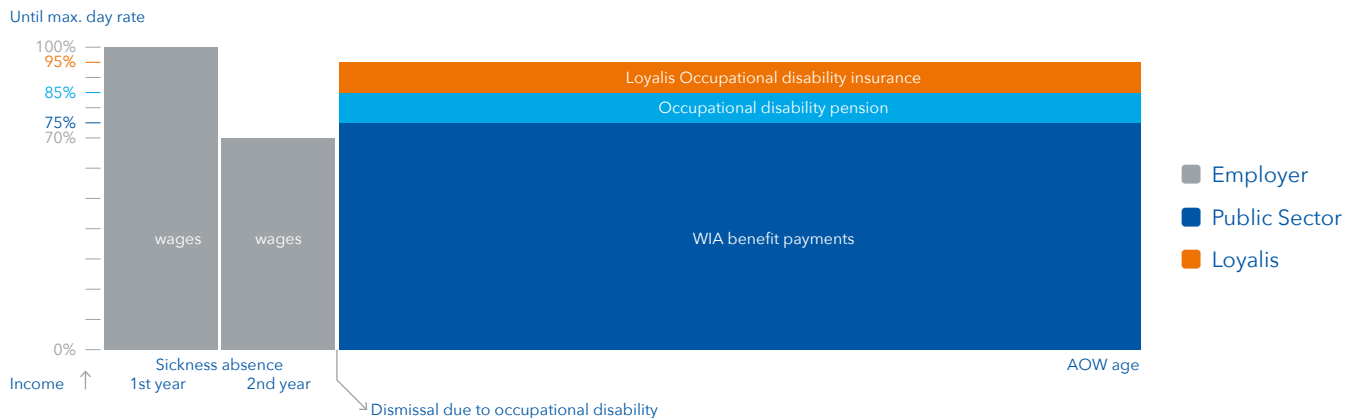 Until max. day rate
100%
95%
85%
75%
70%
0%
Loyalis Occupational disability insurance
Occupational disability pension
wages
wages
WIA benefit payments
Employer
Public Sector
Loyalis
Sickness absence
AOW age
Income
1st year
2nd year
Dismissal due to occupational disability